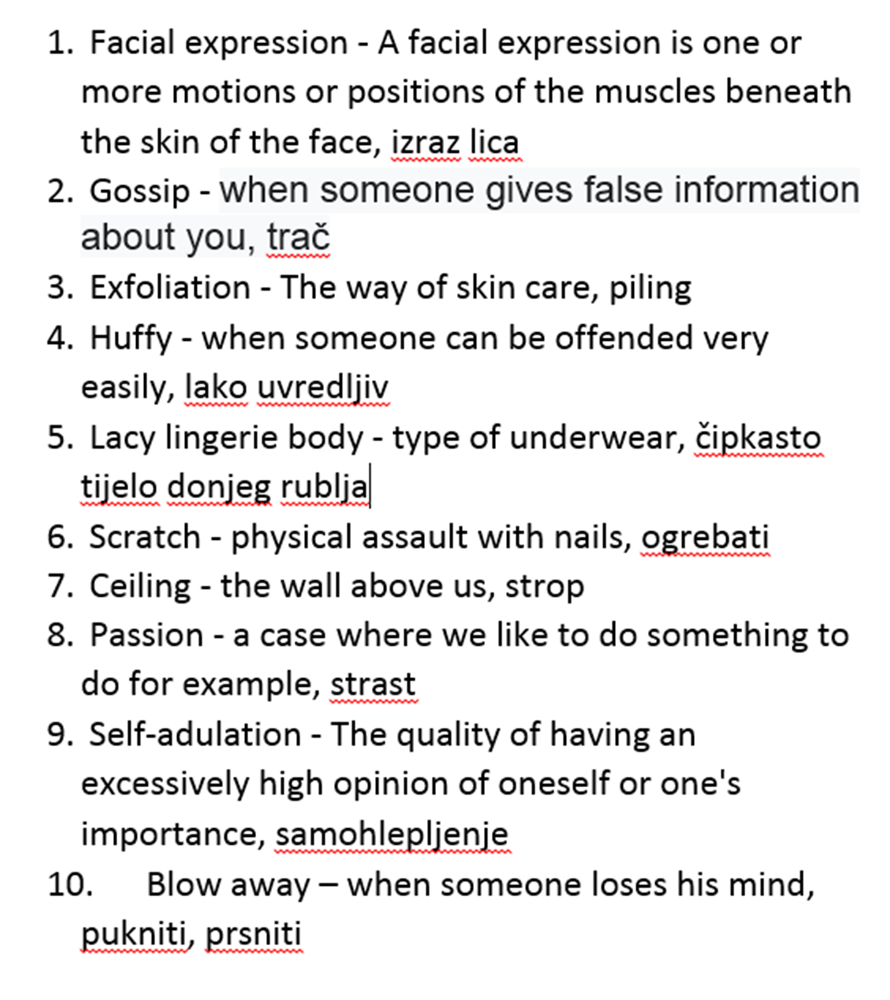 1. Facial expression - A facial expression is one or
more motions or positions of the muscles beneath
the skin of the face, izraz lica
2. Gossip - when someone gives false information
about you, trač
3. Exfoliation - The way of skin care, piling
4. Huffy - when someone can be offended very
easily, lako uvredljiv
5. Lacy lingerie body - type of underwear, čipkasto
tijelo donjeg rublja
6. Scratch - physical assault with nails, ogrebati
7. Ceiling - the wall above us, strop
8. Passion - a case where we like to do something to
do for example, strast
9. Self-adulation - The quality of having an
excessively high opinion of oneself or one's
importance, samohlepljenje
10. Blow away – when someone loses his mind,
pukniti, prsniti